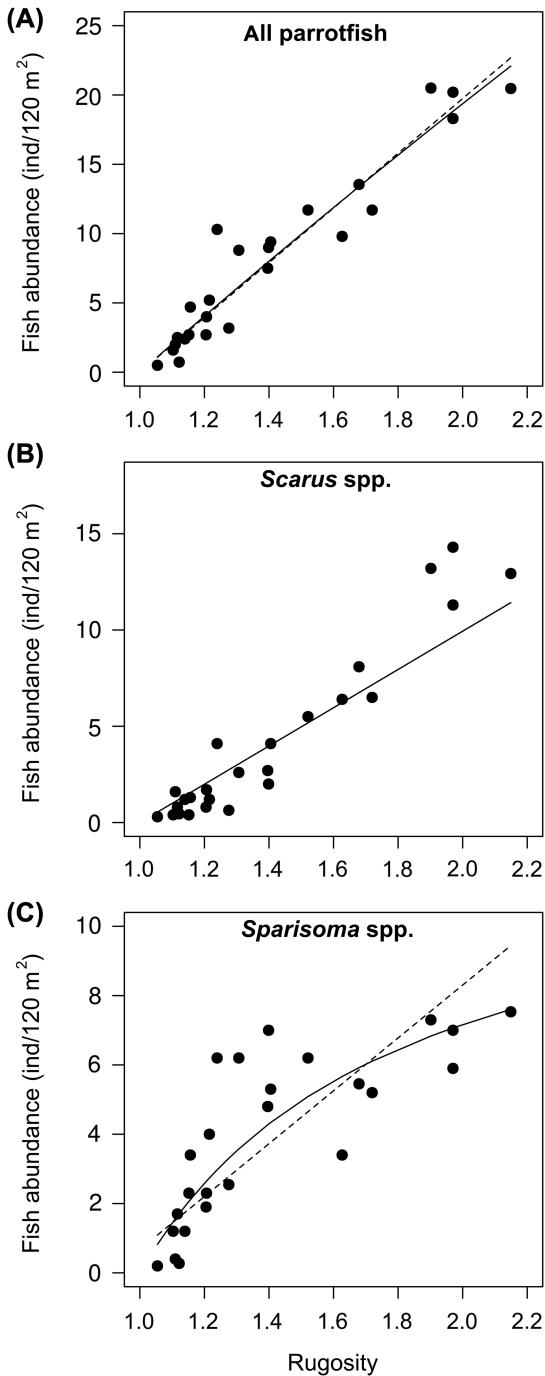 (A)
All parrotfish
Fish abundance (ind/120 m²)
25
20
15
10
5
0
1.0 1.2 1.4 1.6 1.8 2.0 2.2
(B)
Scarus spp.
Fish abundance (ind/120 m²)
15
10
5
0
1.0 1.2 1.4 1.6 1.8 2.0 2.2
(C)
Sparisoma spp.
Fish abundance (ind/120 m²)
10
8
6
4
2
0
1.0 1.2 1.4 1.6 1.8 2.0 2.2
Rugosity